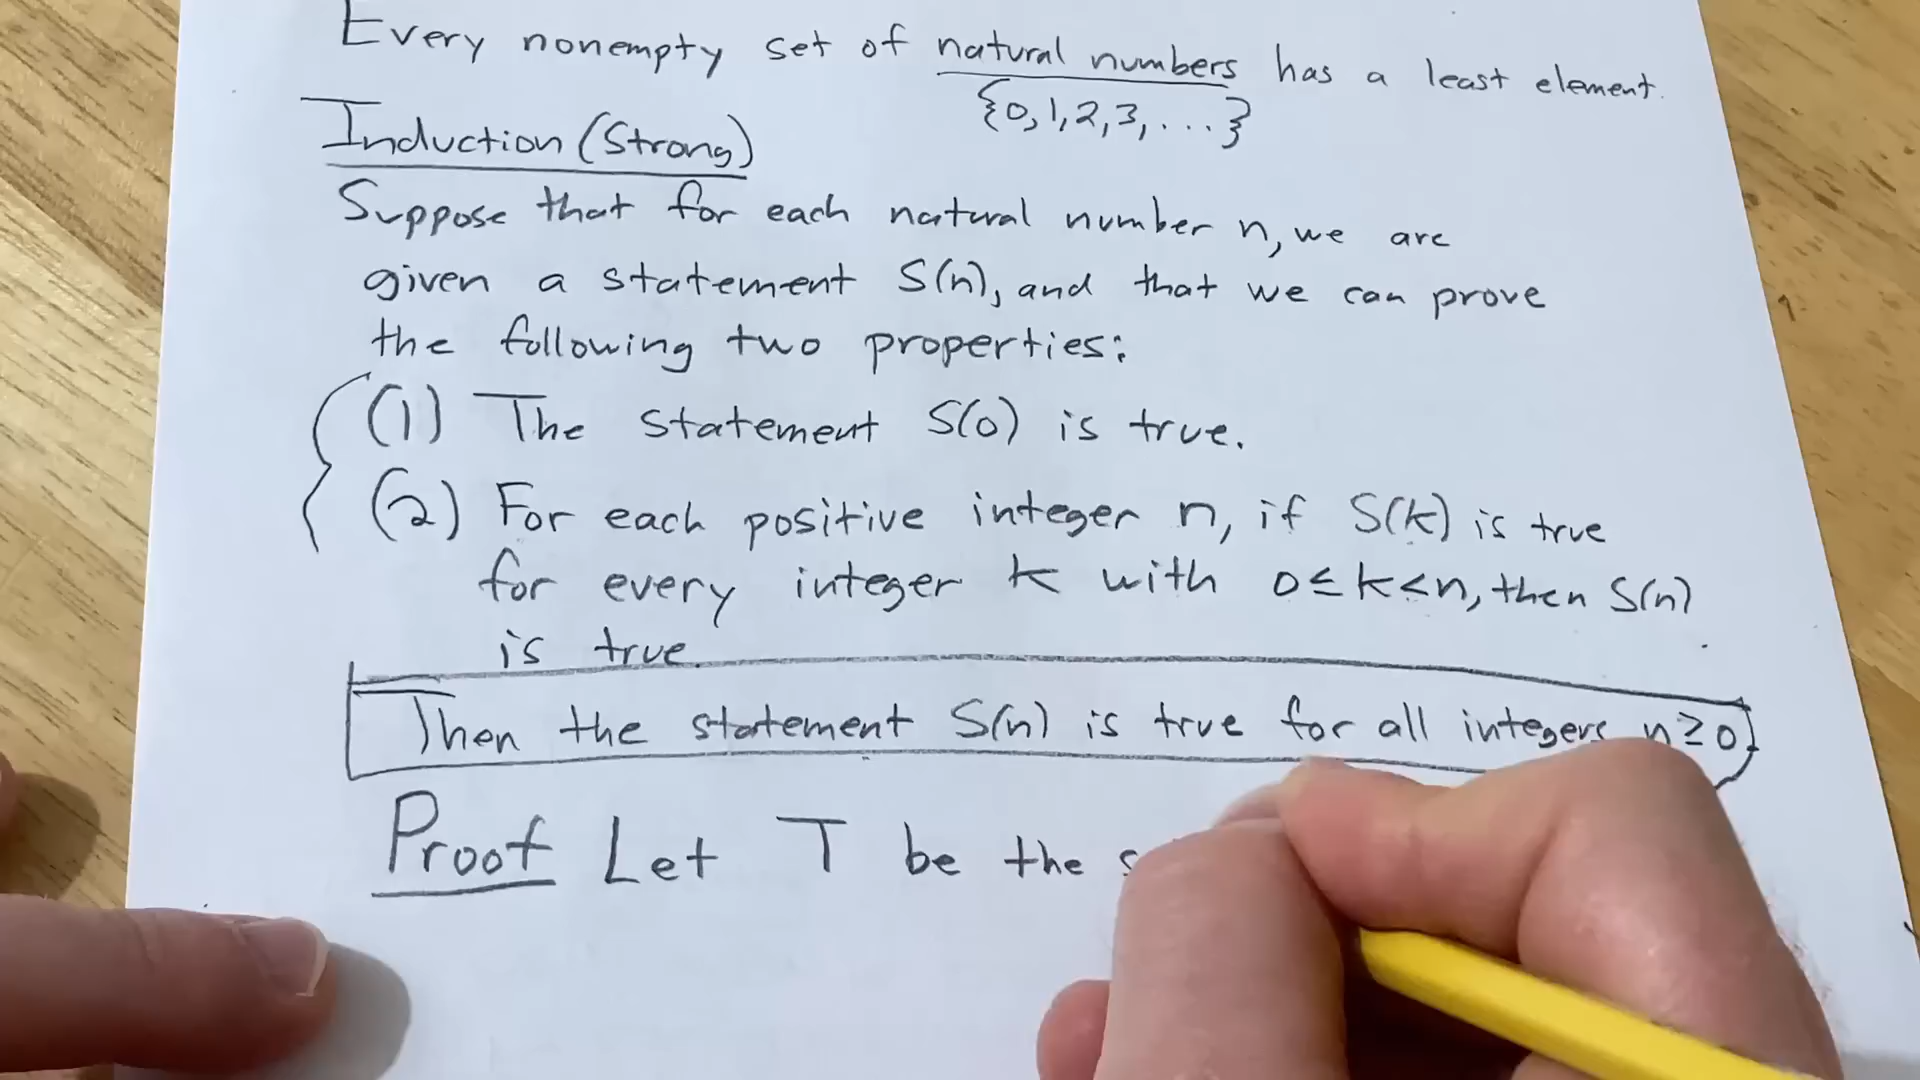 Every nonempty set of natural numbers has a least element.
{0,1,2,3,...}
Induction (Strong)
Suppose that for each natural number n, we are
given a statement S(n), and that we can prove
the following two properties:
(1) The statement S(0) is true.
(2) For each positive integer n, if S(k) is true
for every integer k with 0≤k<n, then S(n)
is true.
Then the statement S(n) is true for all integers n≥0.
Proof Let T be the